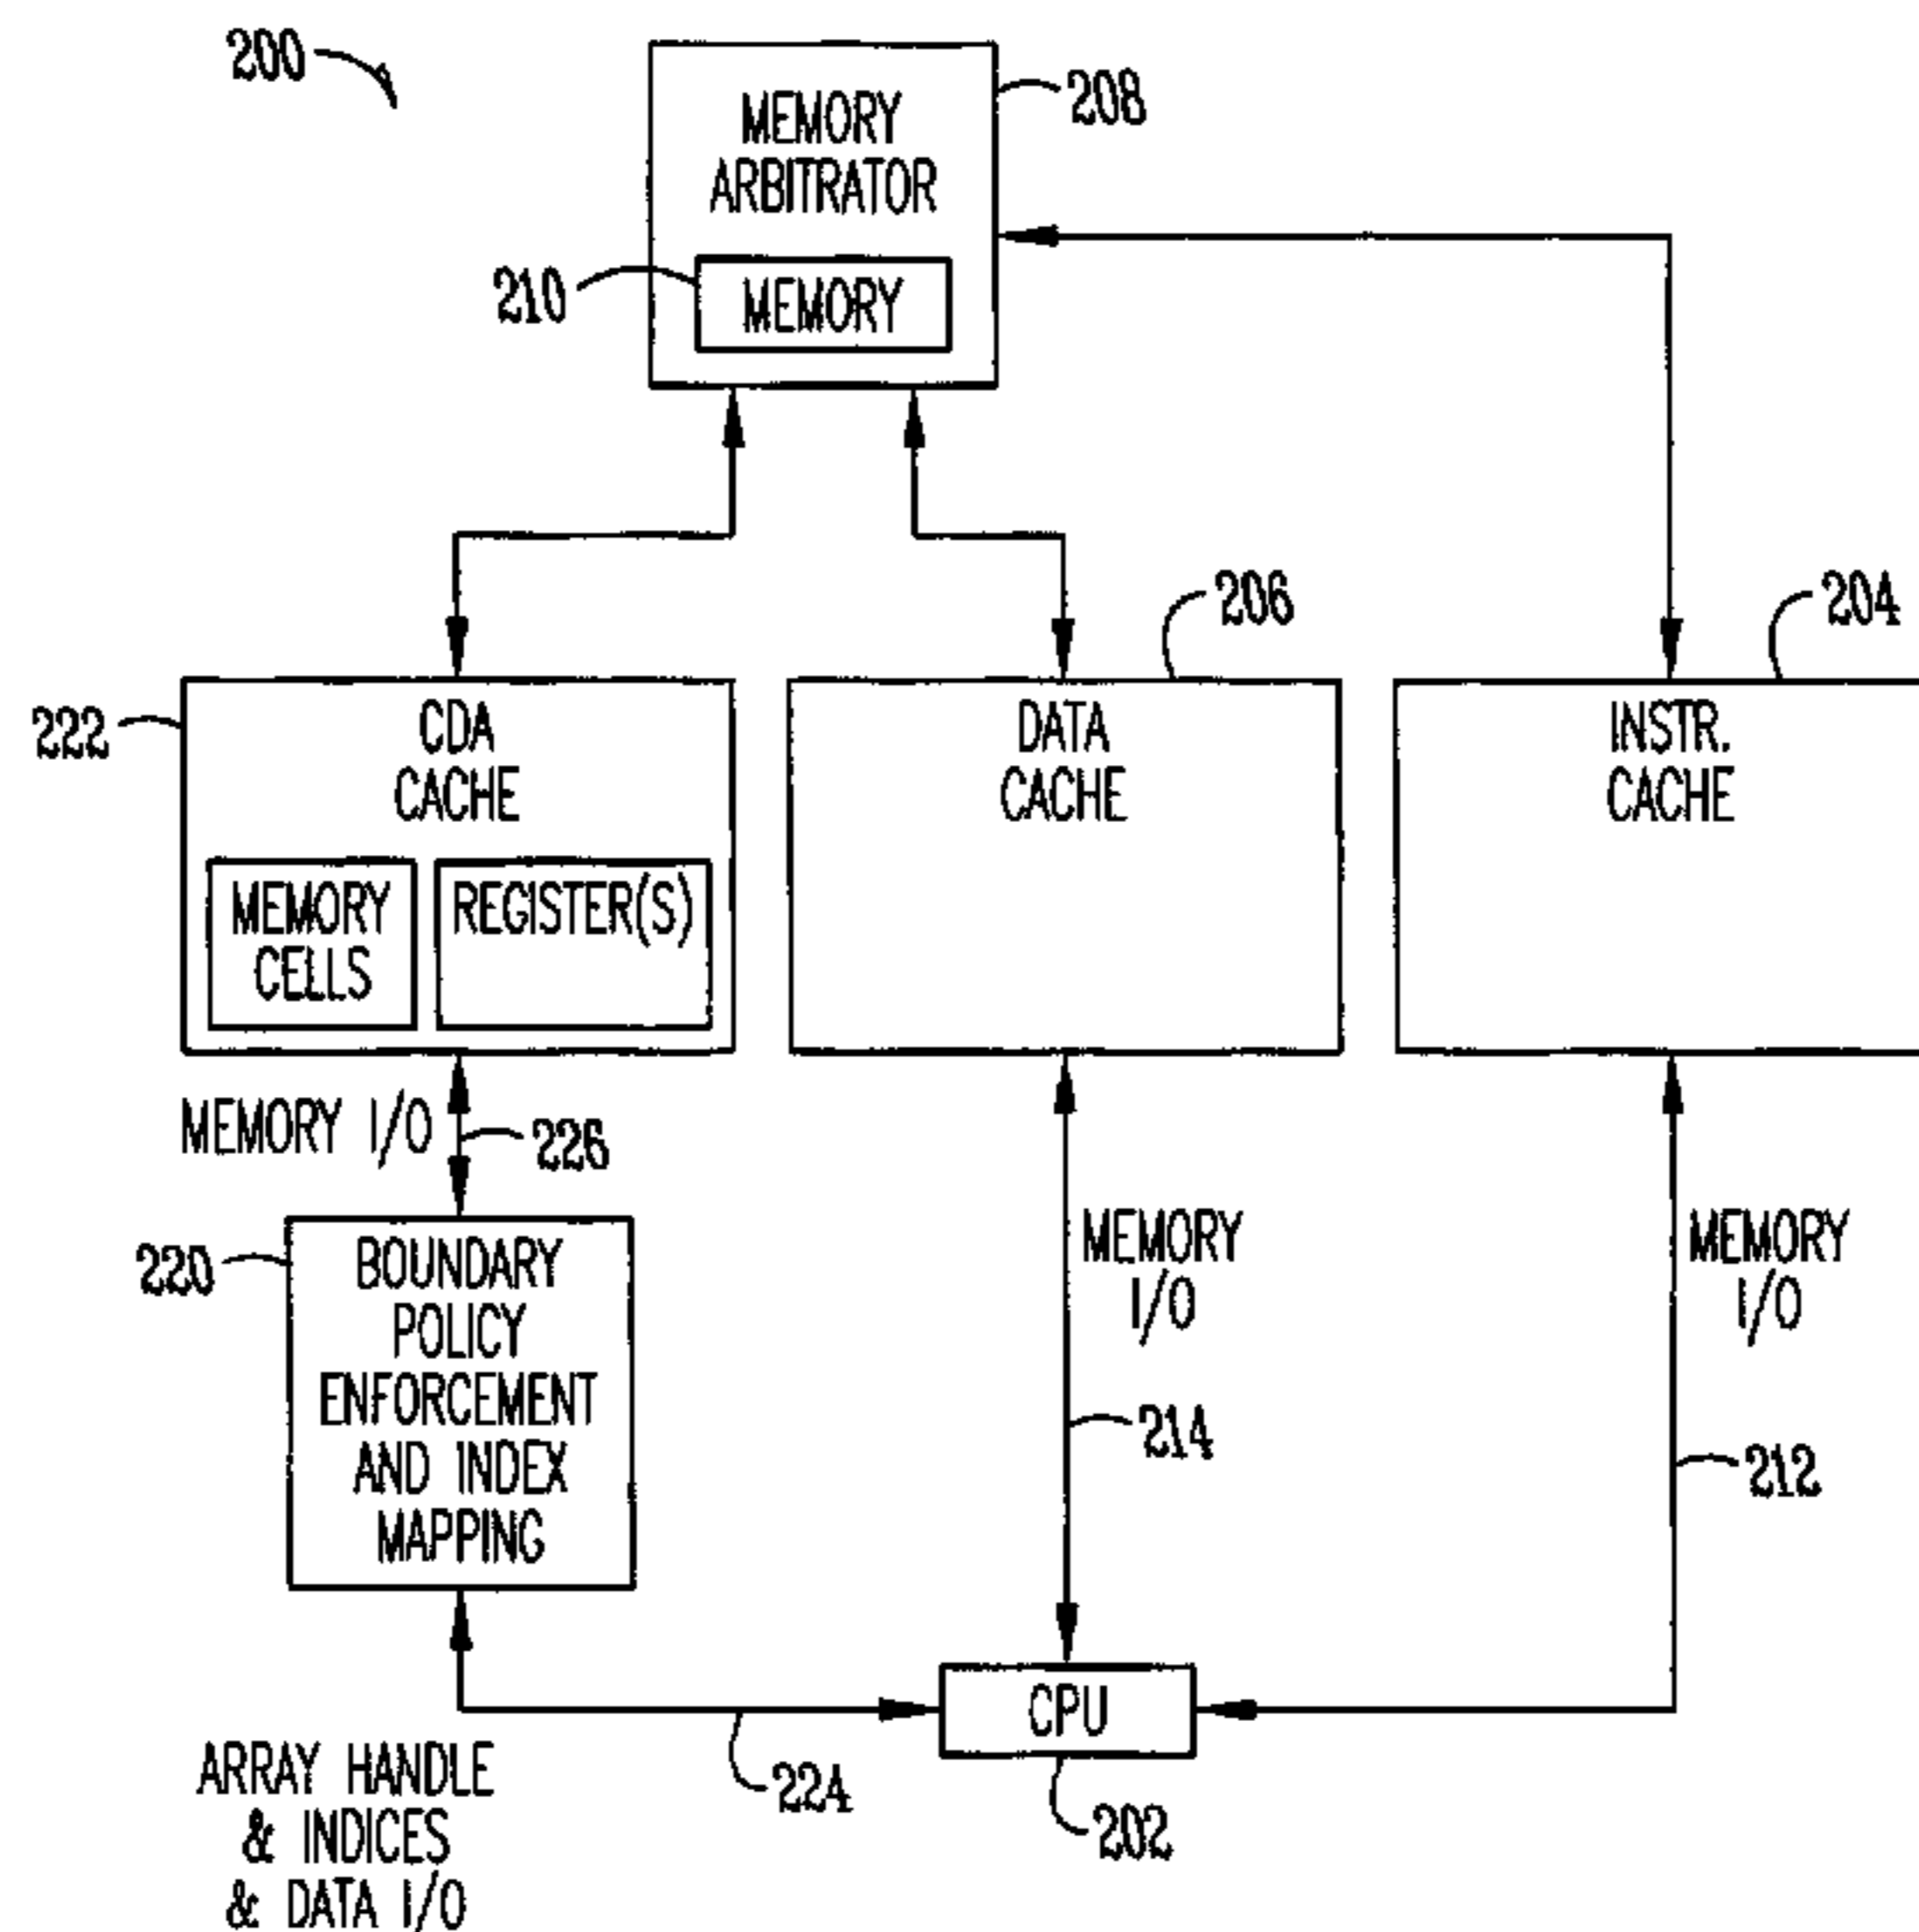 200
MEMORY
ARBITRATOR
208
210
MEMORY
206
204
222
CDA
CACHE
DATA
CACHE
INSTR.
CACHE
MEMORY
CELLS
REGISTER(S)
MEMORY I/O
226
220
BOUNDARY
POLICY
ENFORCEMENT
AND INDEX
MAPPING
MEMORY
I/O
MEMORY
I/O
214
212
CPU
ARRAY HANDLE
& INDICES
& DATA I/O
224
202